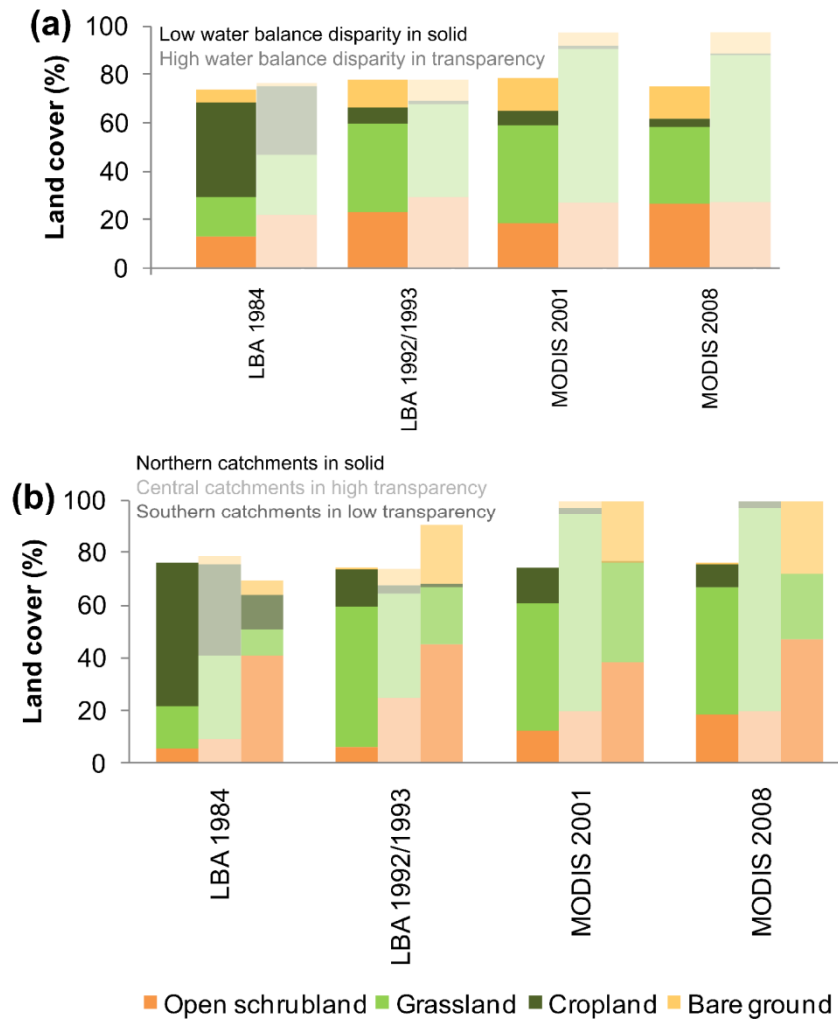 (a)
Low water balance disparity in solid
High water balance disparity in transparency
Land cover (%)
100
80
60
40
20
0
LBA 1984
LBA 1992/1993
MODIS 2001
MODIS 2008
(b)
Northern catchments in solid
Central catchments in high transparency
Southern catchments in low transparency
Land cover (%)
100
80
60
40
20
0
LBA 1984
LBA 1992/1993
MODIS 2001
MODIS 2008
Open schrubland Grassland Cropland Bare ground